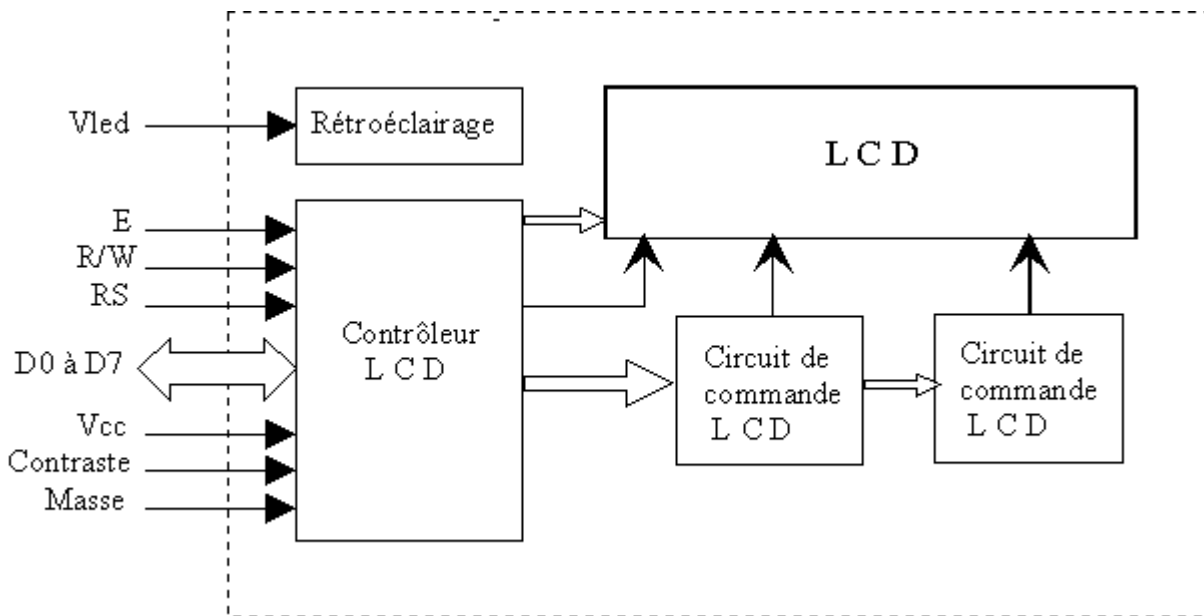 Vled
Rétroéclairage
L C D
E
R/W
RS
D0 à D7
Vcc
Contraste
Masse
Contrôleur
L C D
Circuit de
commande
L C D
Circuit de
commande
L C D